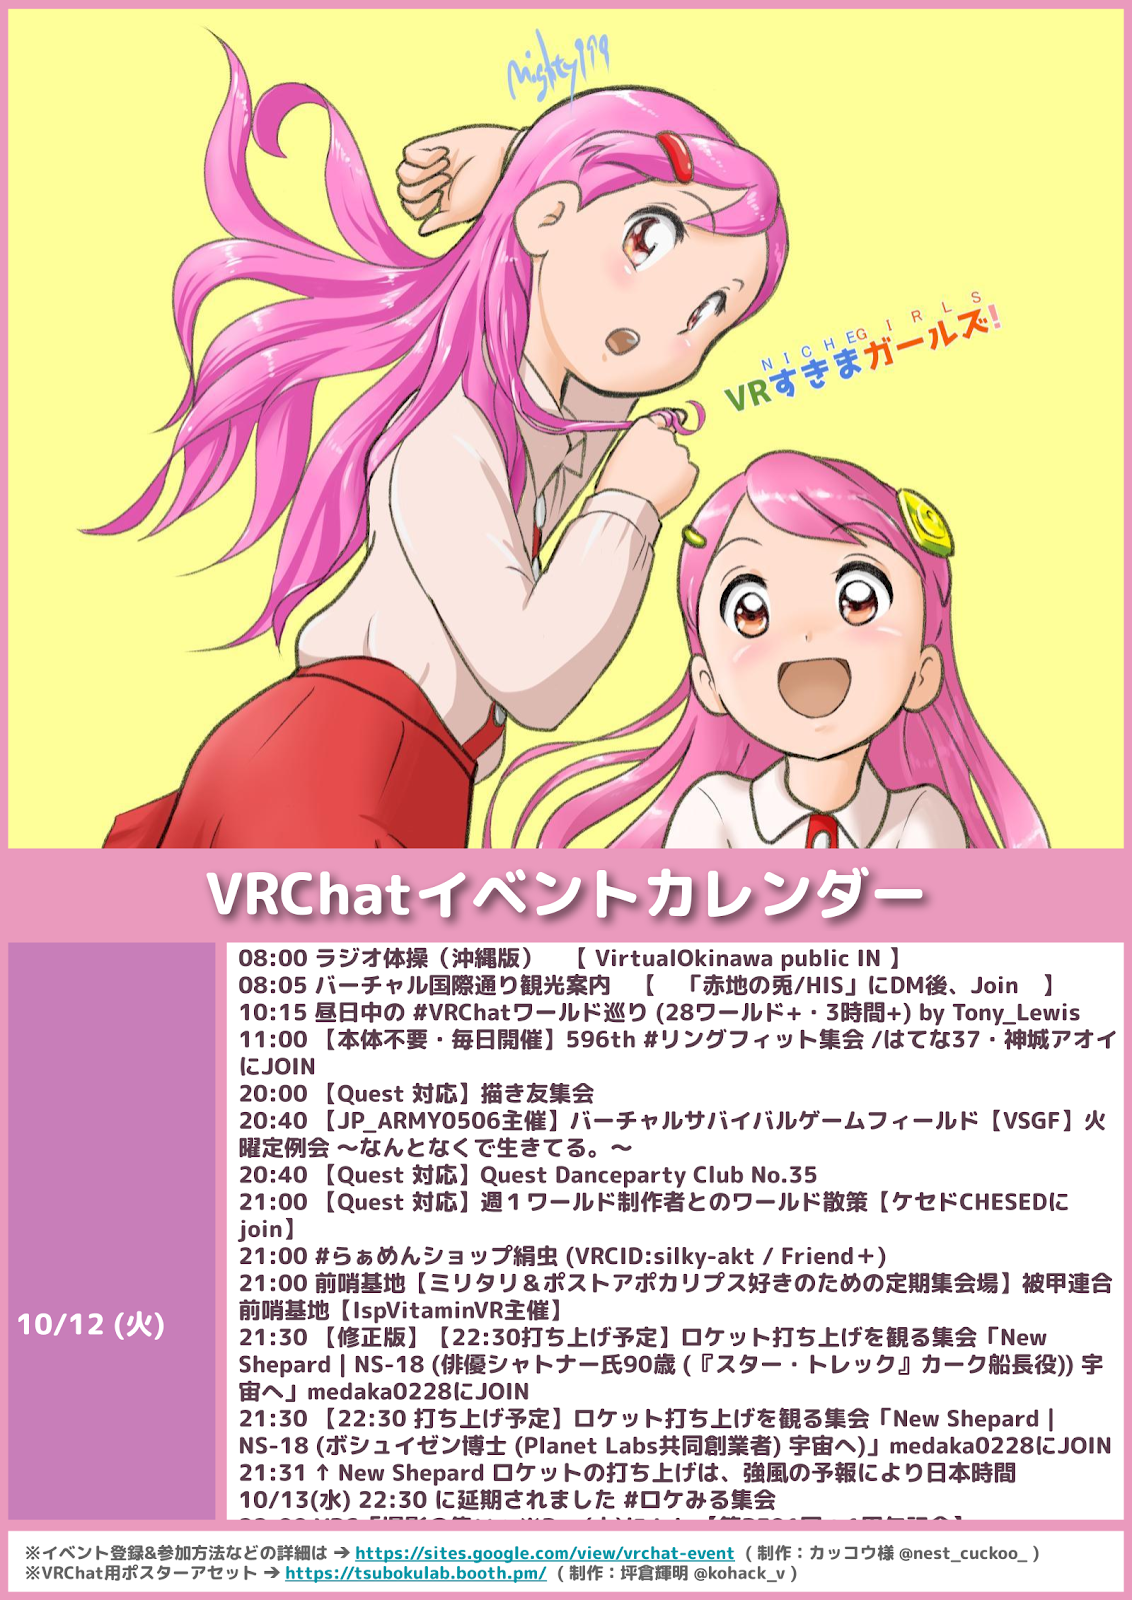 mighty199
NICHE GIRLS
VRすきまガールズ!
VRChatイベントカレンダー
10/12 (火)
08:00 ラジオ体操（沖縄版）　【 VirtualOkinawa public IN 】
08:05 バーチャル国際通り観光案内　【　「赤地の兎/HIS」にDM後、Join　】
10:15 昼日中の #VRChatワールド巡り (28ワールド+・3時間+) by Tony_Lewis
11:00 【本体不要・毎日開催】596th #リングフィット集会 /はてな37・神城アオイ
にJOIN
20:00 【Quest 対応】描き友集会
20:40 【JP_ARMY0506主催】バーチャルサバイバルゲームフィールド【VSGF】火
曜定例会 ～なんとなくで生きてる。～
20:40 【Quest 対応】Quest Danceparty Club No.35
21:00 【Quest 対応】週１ワールド制作者とのワールド散策【ケセドCHESEDに
join】
21:00 #らぁめんショップ絹虫 (VRCID:silky-akt / Friend＋)
21:00 前哨基地【ミリタリ＆ポストアポカリプス好きのための定期集会場】被甲連合
前哨基地【IspVitaminVR主催】
21:30 【修正版】【22:30打ち上げ予定】ロケット打ち上げを観る集会「New
Shepard | NS-18 (俳優シャトナー氏90歳 (『スター・トレック』カーク船長役)) 宇
宙へ」medaka0228にJOIN
21:30 【22:30 打ち上げ予定】ロケット打ち上げを観る集会「New Shepard |
NS-18 (ボシュイゼン博士 (Planet Labs共同創業者) 宇宙へ)」medaka0228にJOIN
21:31 ↑ New Shepard ロケットの打ち上げは、強風の予報により日本時間
10/13(水) 22:30 に延期されました #ロケみる集会
※イベント登録&参加方法などの詳細は ➔ https://sites.google.com/view/vrchat-event （制作：カッコウ様 @nest_cuckoo_ ）
※VRChat用ポスターアセット ➔ https://tsubokulab.booth.pm/ （制作：坪倉輝明 @kohack_v ）